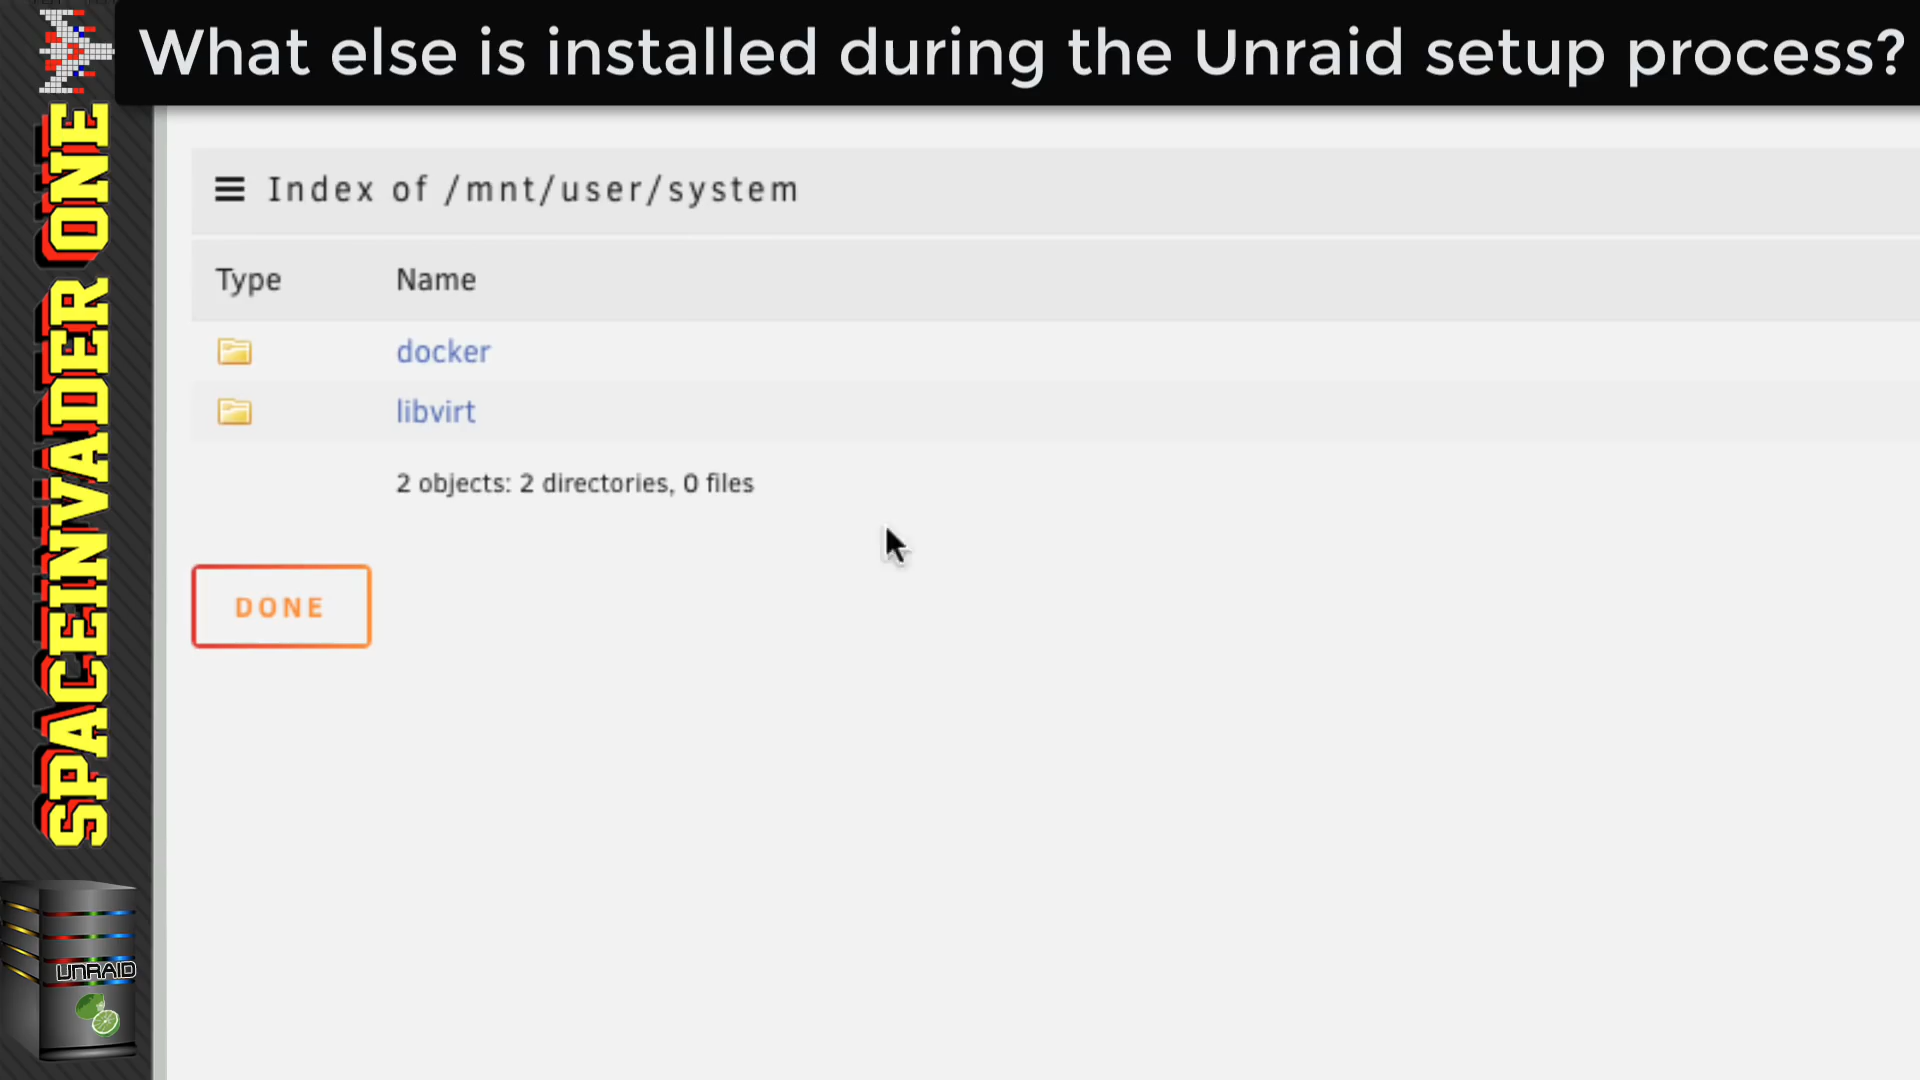 What else is installed during the Unraid setup process?
SPACEINVADER ONE
Index of /mnt/user/system
Type Name
docker
libvirt
2 objects: 2 directories, 0 files
DONE
UNRAID